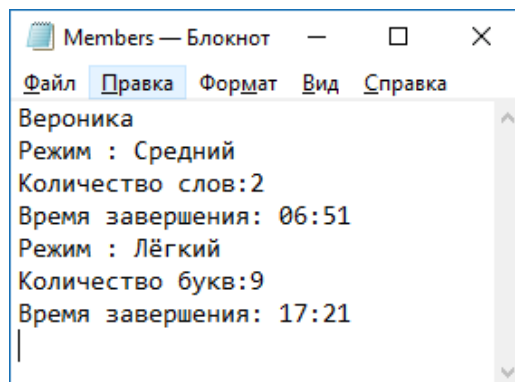 Members — Блокнот
Файл Правка Формат Вид Справка
Вероника
Режим : Средний
Количество слов:2
Время завершения: 06:51
Режим : Лёгкий
Количество букв:9
Время завершения: 17:21